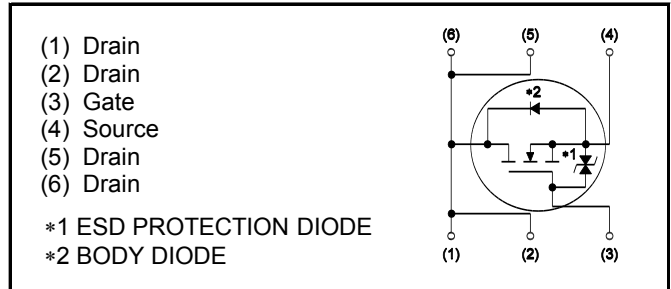 (1) Drain
(2) Drain
(3) Gate
(4) Source
(5) Drain
(6) Drain
∗1 ESD PROTECTION DIODE
∗2 BODY DIODE
(6) (5) (4)
∗2
∗1
(1) (2) (3)